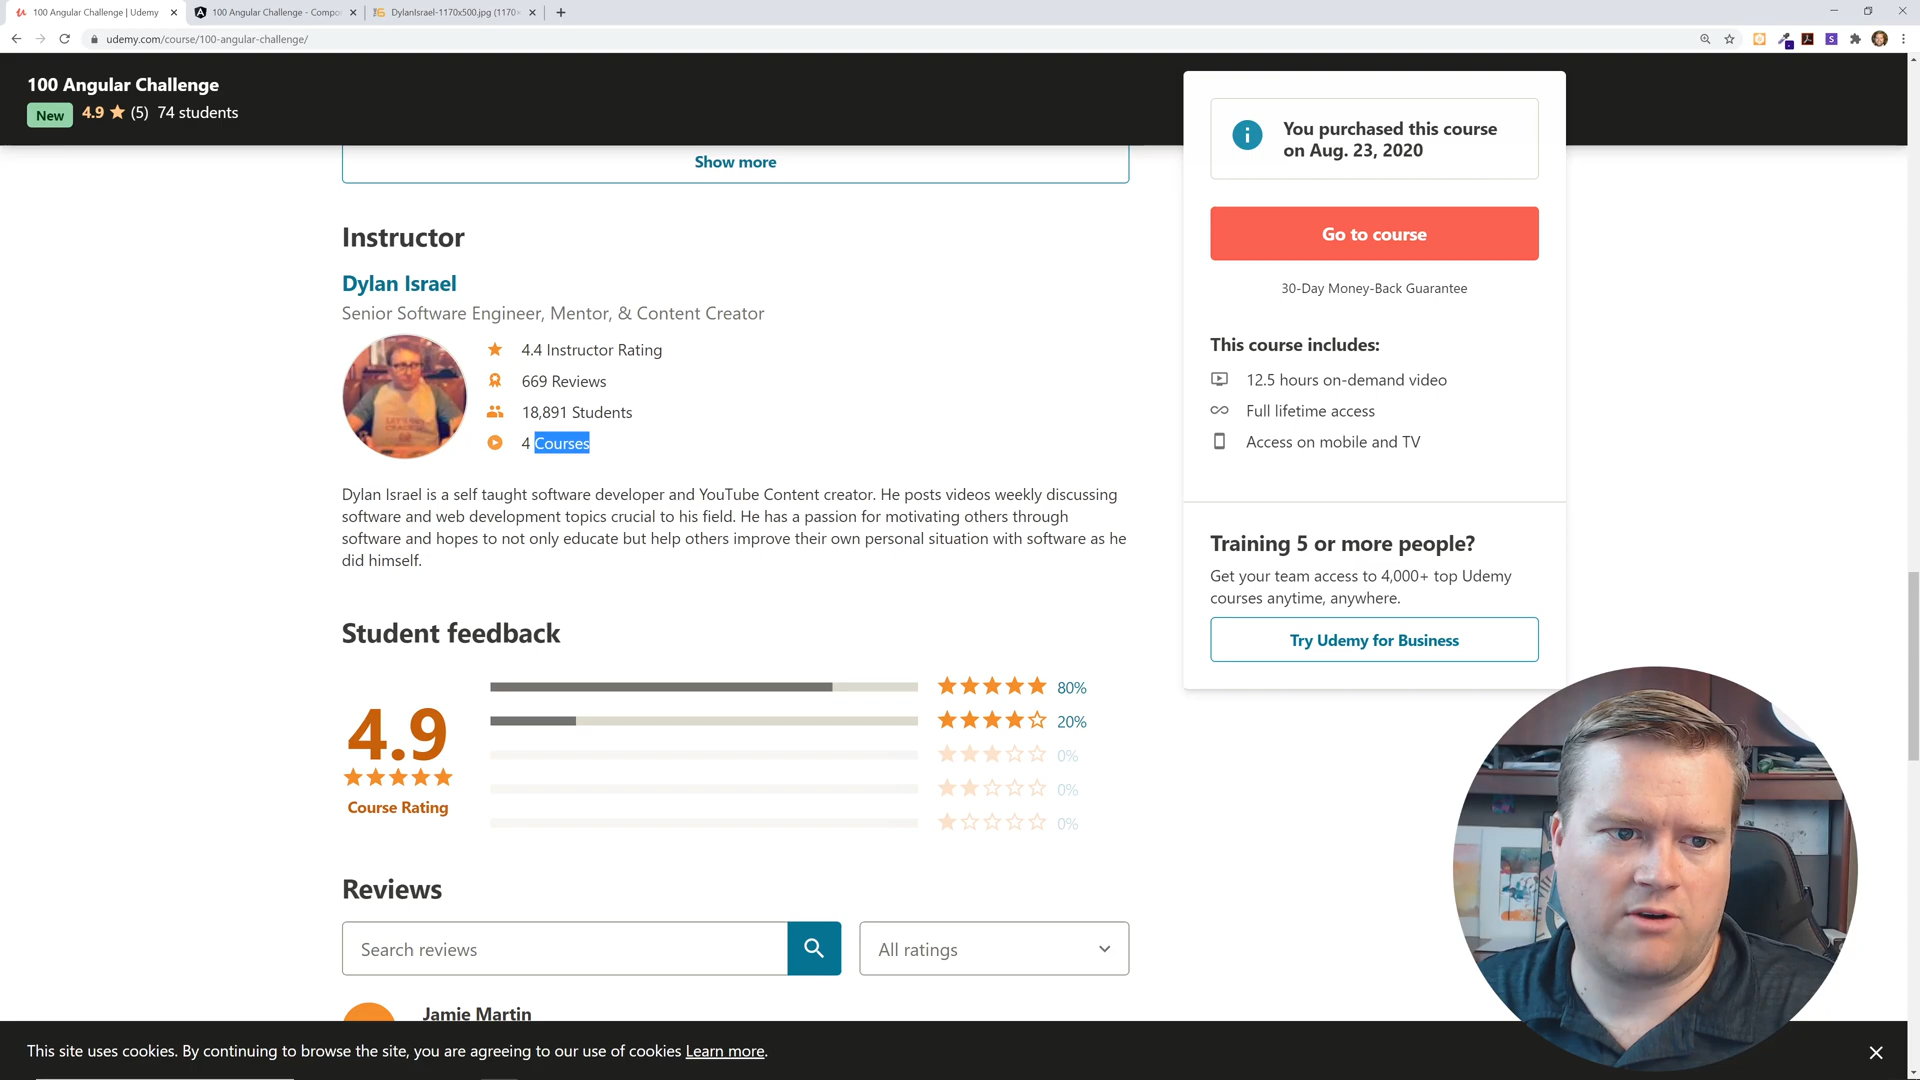 100 Angular Challenge | Udemy
100 Angular Challenge - Compo
DylanIsrael-1170x500.jpg (1170×
udemy.com/course/100-angular-challenge/
100 Angular Challenge
New 4.9 (5) 74 students
Show more
Instructor
Dylan Israel
Senior Software Engineer, Mentor, & Content Creator
4.4 Instructor Rating
669 Reviews
18,891 Students
4 Courses
Dylan Israel is a self taught software developer and YouTube Content creator. He posts videos weekly discussing
software and web development topics crucial to his field. He has a passion for motivating others through
software and hopes to not only educate but help others improve their own personal situation with software as he
did himself.
Student feedback
4.9
Course Rating
80%
20%
0%
0%
0%
Reviews
Search reviews
All ratings
Jamie Martin
You purchased this course
on Aug. 23, 2020
Go to course
30-Day Money-Back Guarantee
This course includes:
12.5 hours on-demand video
Full lifetime access
Access on mobile and TV
Training 5 or more people?
Get your team access to 4,000+ top Udemy
courses anytime, anywhere.
Try Udemy for Business
This site uses cookies. By continuing to browse the site, you are agreeing to our use of cookies Learn more.